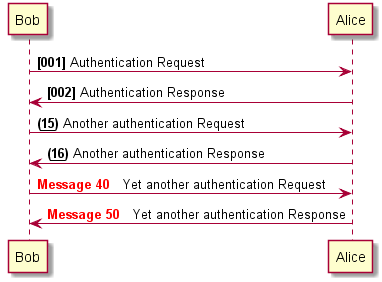 Bob Alice
[001] Authentication Request
[002] Authentication Response
(15) Another authentication Request
(16) Another authentication Response
Message 40 Yet another authentication Request
Message 50 Yet another authentication Response
Bob Alice